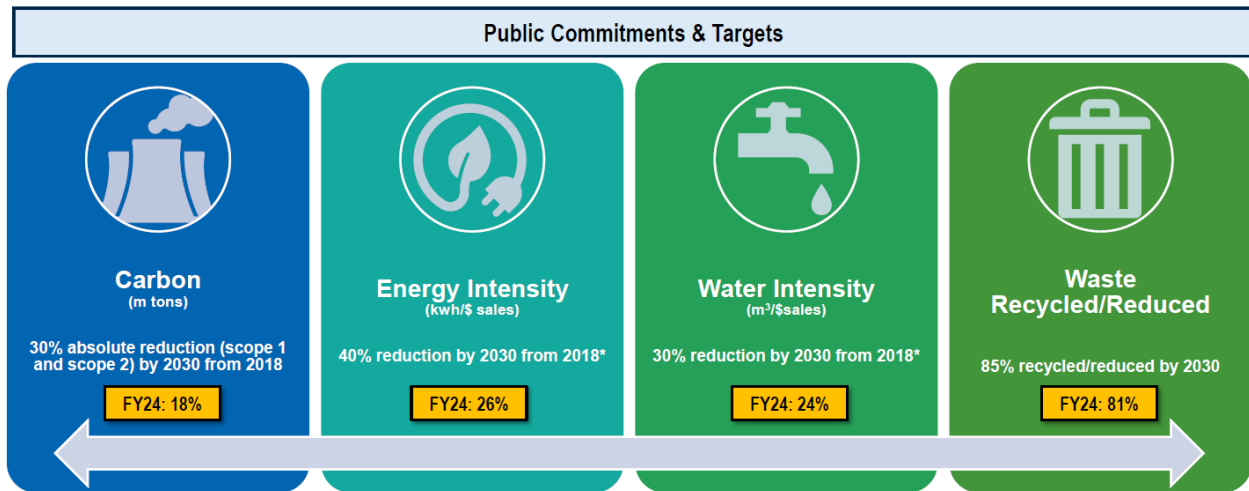 Public Commitments & Targets
Carbon
(m tons)
30% absolute reduction (scope 1
and scope 2) by 2030 from 2018
FY24: 18%
Energy Intensity
(kwh/$ sales)
40% reduction by 2030 from 2018*
FY24: 26%
Water Intensity
(m³/$sales)
30% reduction by 2030 from 2018*
FY24: 24%
Waste
Recycled/Reduced
85% recycled/reduced by 2030
FY24: 81%